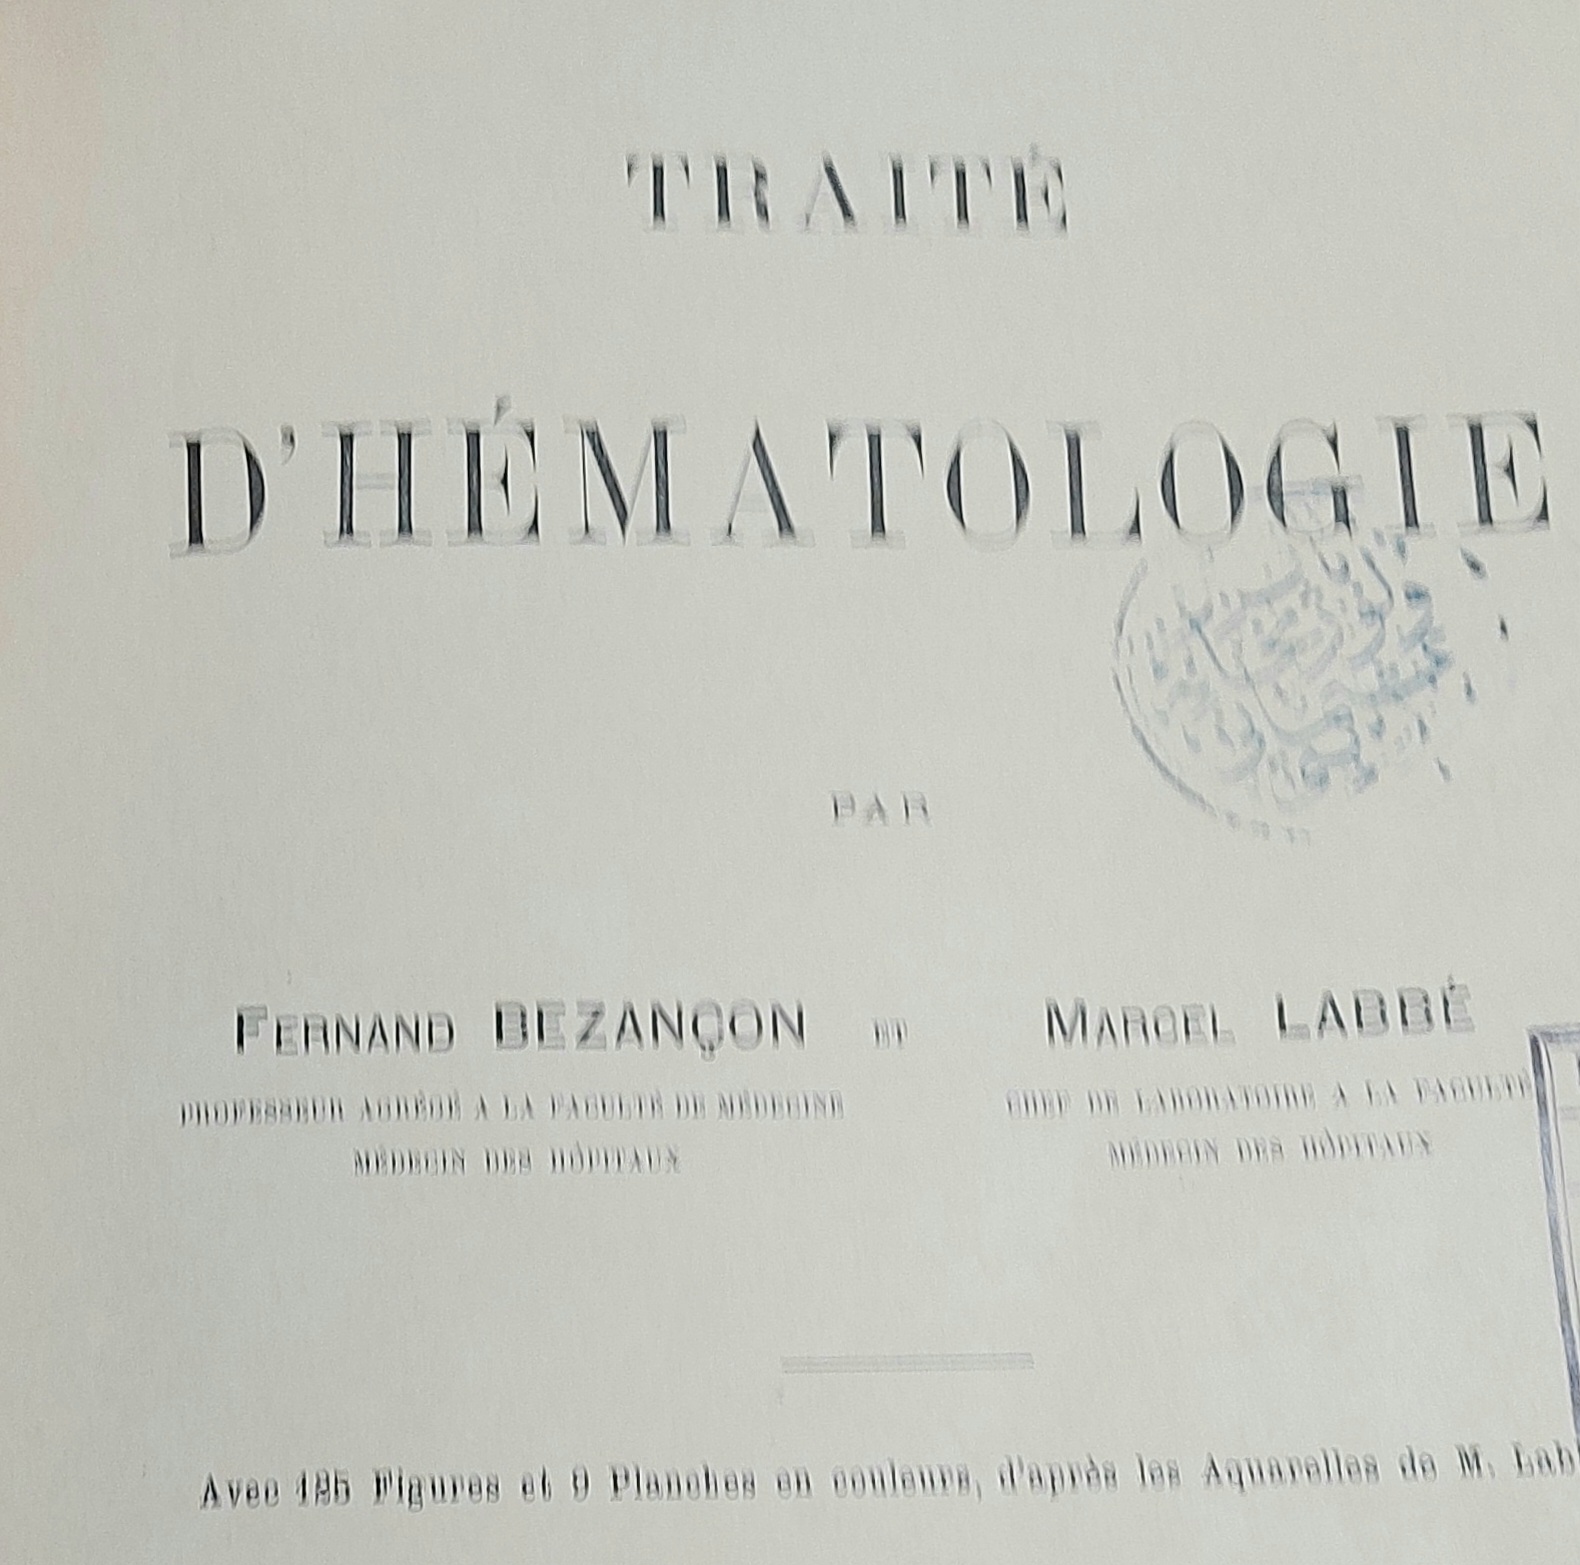 TRAITÉ
D'HÉMATOLOGIE
PAR
FERNAND BEZANÇON ET MARCEL LABBÉ
PROFESSEUR AGRÉGÉ A LA FACULTÉ DE MÉDECINE CHEF DE LABORATOIRE A LA FACULTÉ
MÉDECIN DES HÔPITAUX MÉDECIN DES HÔPITAUX
Avec Figures et 9 Planches en couleurs, d'après les Aquarelles de M.